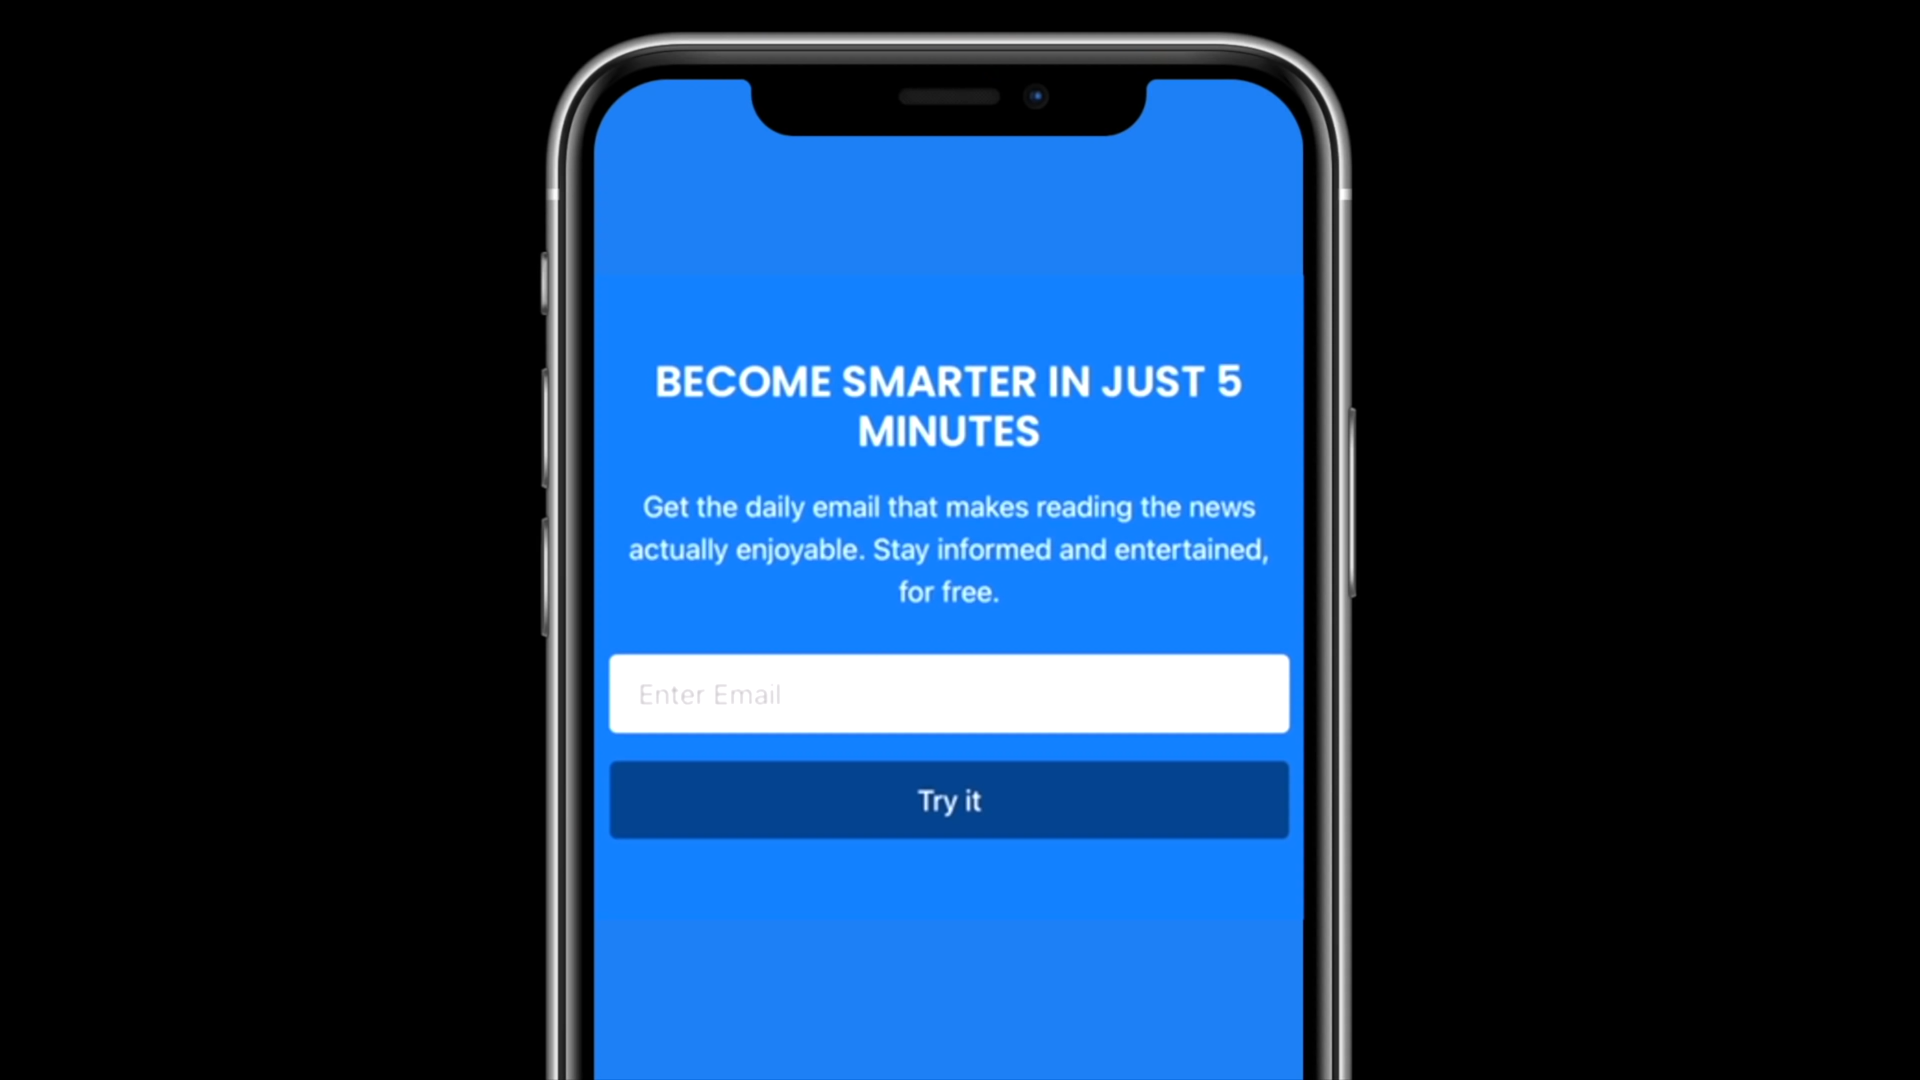 BECOME SMARTER IN JUST 5
MINUTES
Get the daily email that makes reading the news
actually enjoyable. Stay informed and entertained,
for free.
Enter Email
Try it